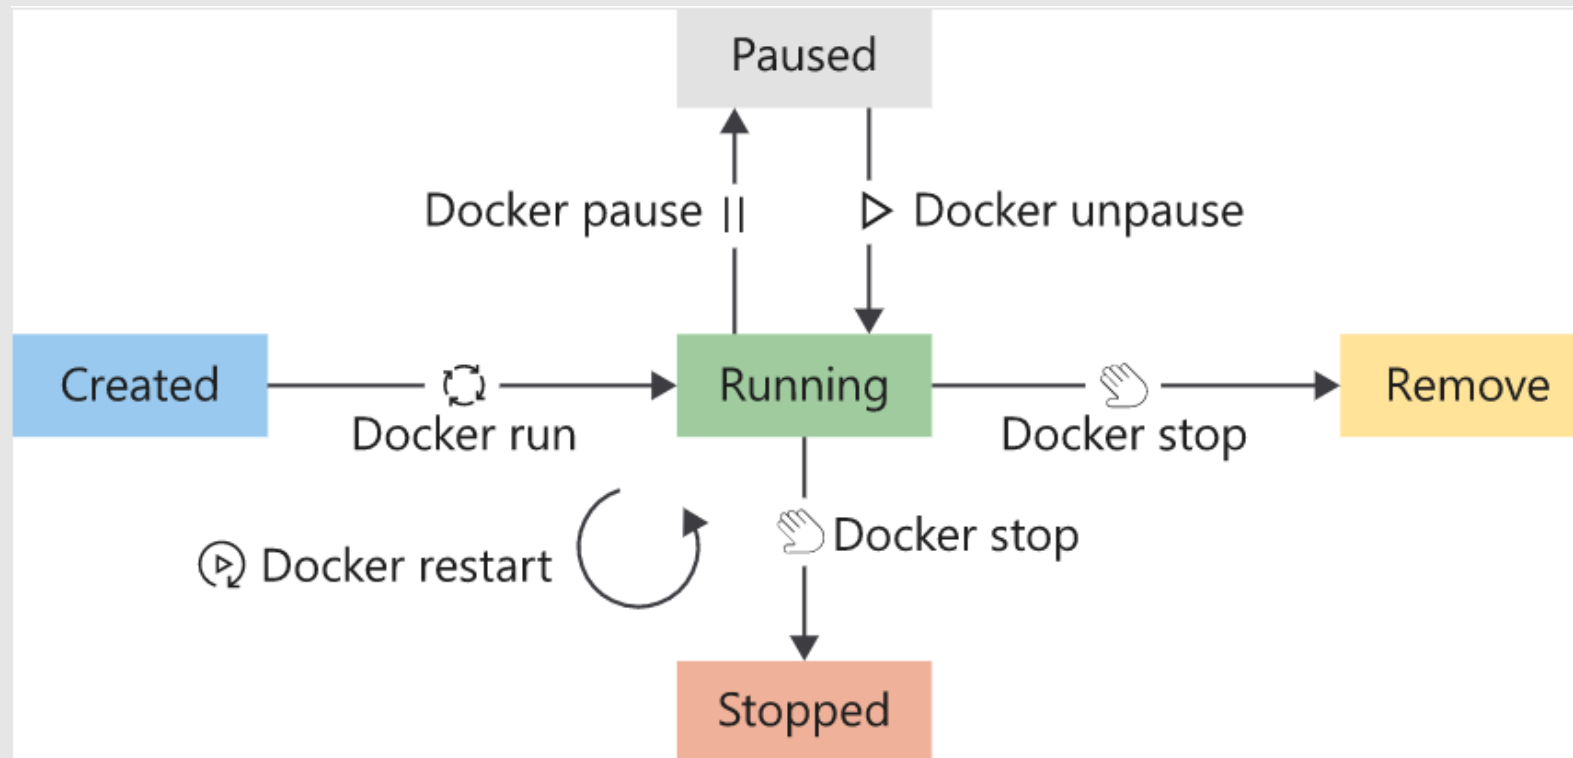 Paused
Docker pause
Docker unpause
Created
Running
Remove
Docker run
Docker stop
Docker restart
Docker stop
Stopped